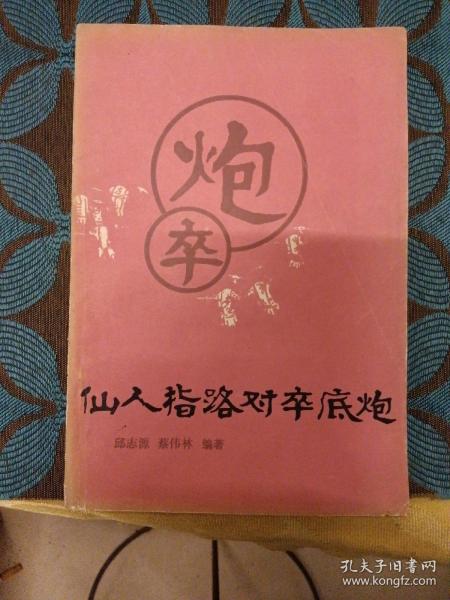 炮
卒
仙人指路对卒底炮
邱志源 蔡伟林 编著
孔夫子旧书网
www.kongfz.com